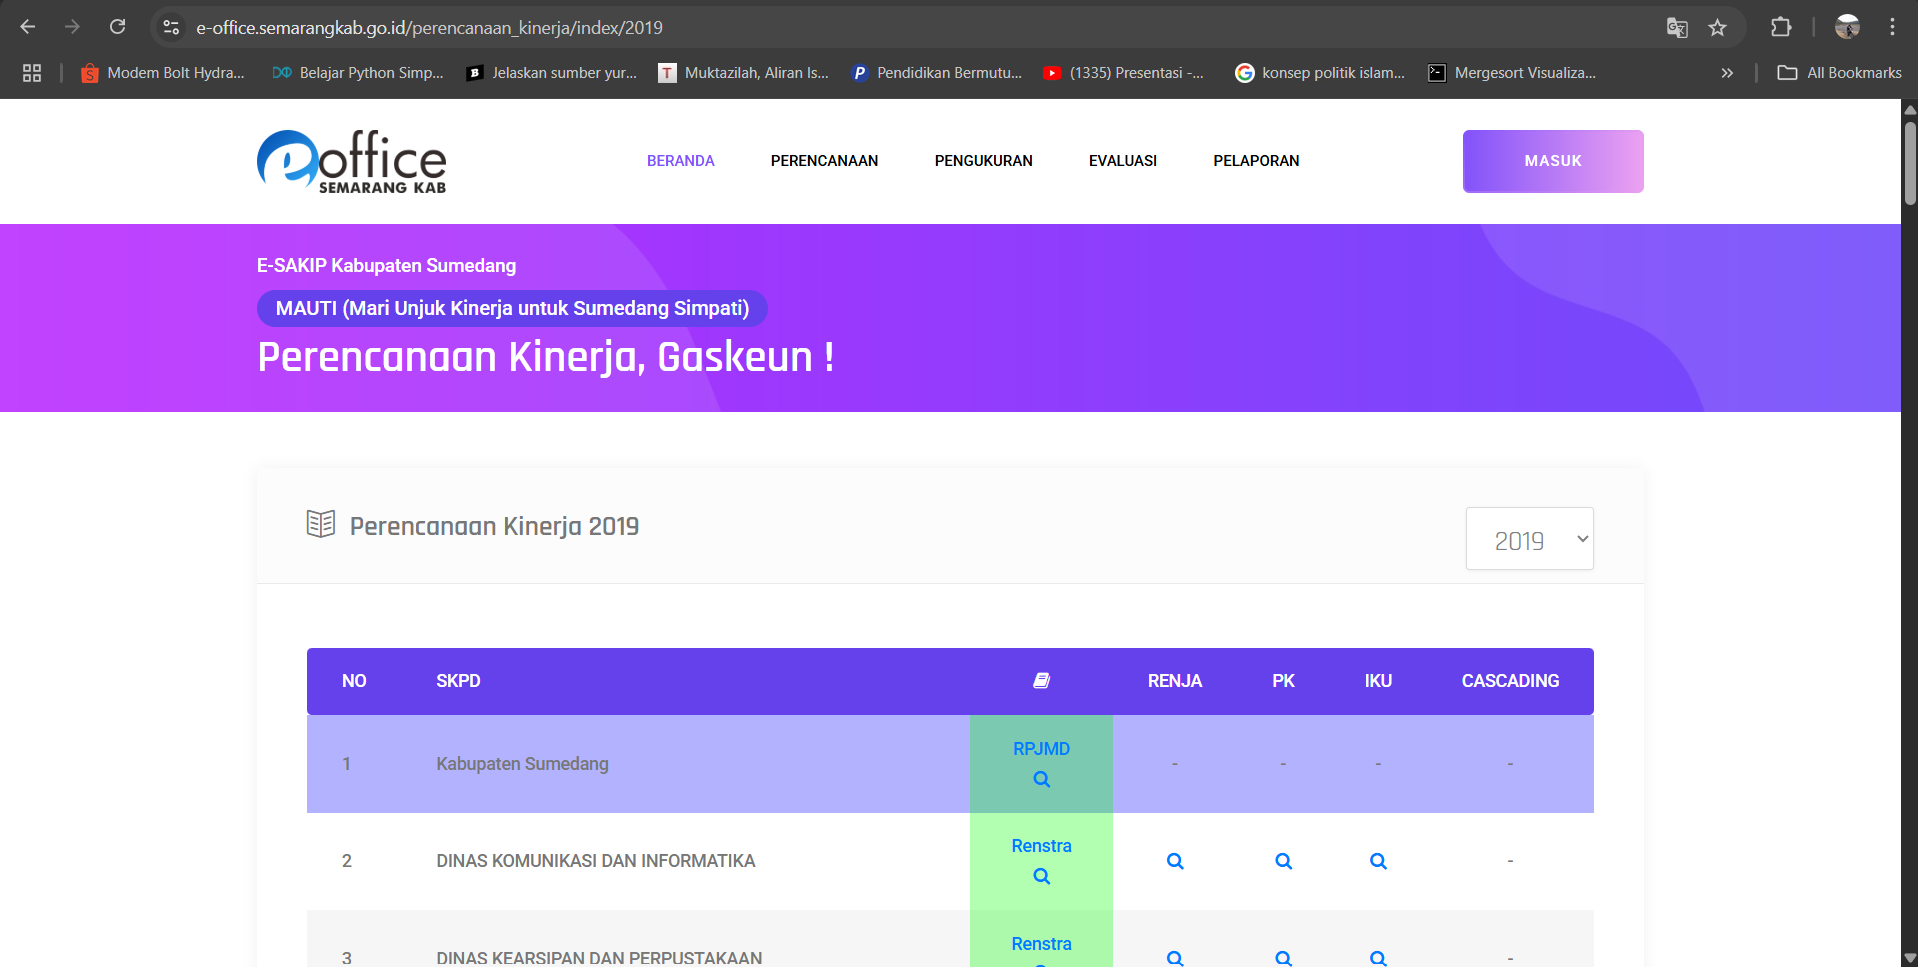 e-office.semarangkab.go.id/perencanaan_kinerja/index/2019
Modem Bolt Hydra...
Belajar Python Simp...
Jelaskan sumber yur...
Muktazilah, Aliran Is...
Pendidikan Bermutu...
(1335) Presentasi -...
konsep politik islam...
Mergesort Visualiza...
» All Bookmarks
eoffice
SEMARANG KAB
BERANDA
PERENCANAAN
PENGUKURAN
EVALUASI
PELAPORAN
MASUK
E-SAKIP Kabupaten Sumedang
MAUTI (Mari Unjuk Kinerja untuk Sumedang Simpati)
Perencanaan Kinerja, Gaskeun !
Perencanaan Kinerja 2019
2019
NO SKPD RENJA PK IKU CASCADING
1 Kabupaten Sumedang RPJMD - - - -
2 DINAS KOMUNIKASI DAN INFORMATIKA Renstra -
3 DINAS KEARSIPAN DAN PERPUSTAKAAN Renstra -